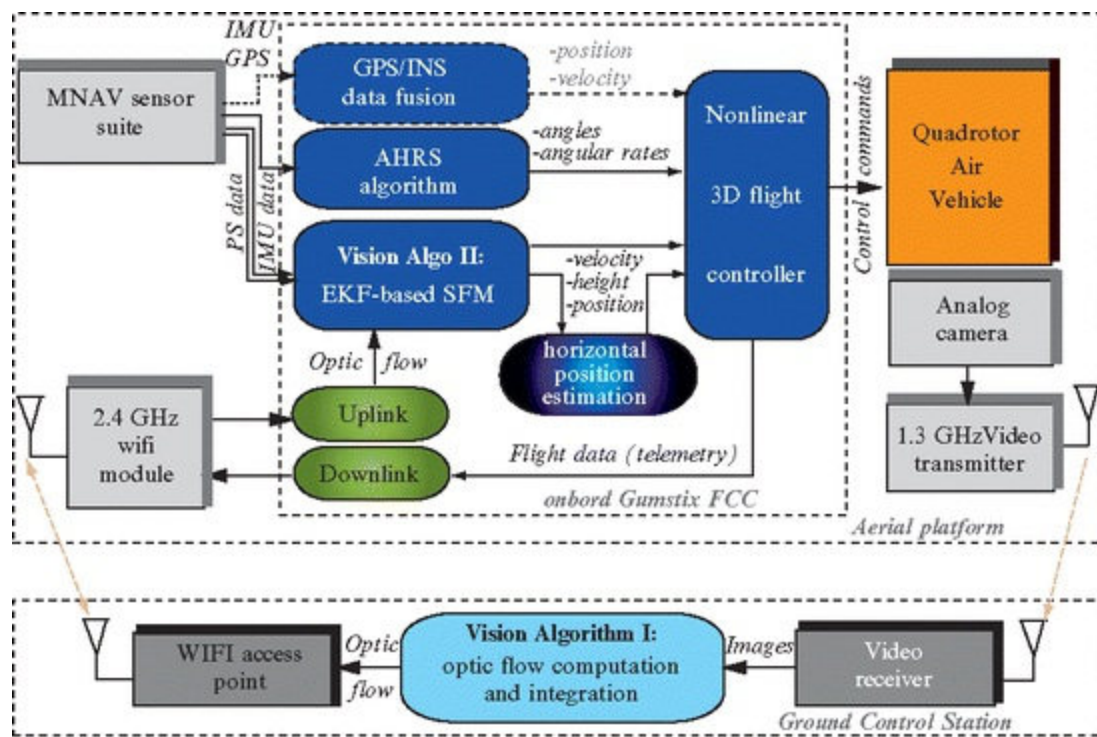 IMU
GPS
MNAV sensor
suite
GPS/INS
data fusion
-position
-velocity
AHRS
algorithm
-angles
-angular rates
PS data
IMU data
Vision Algo II:
EKF-based SFM
-velocity
-height
-position
Nonlinear
3D flight
controller
Control commands
Quadrotor
Air
Vehicle
Analog
camera
1.3 GHzVideo
transmitter
horizontal
position
estimation
Optic flow
Uplink
Downlink
2.4 GHz
wifi
module
Flight data (telemetry)
onbord Gumstix FCC
Aerial platform
WIFI access
point
Optic
flow
Vision Algorithm I:
optic flow computation
and integration
Images
Video
receiver
Ground Control Station